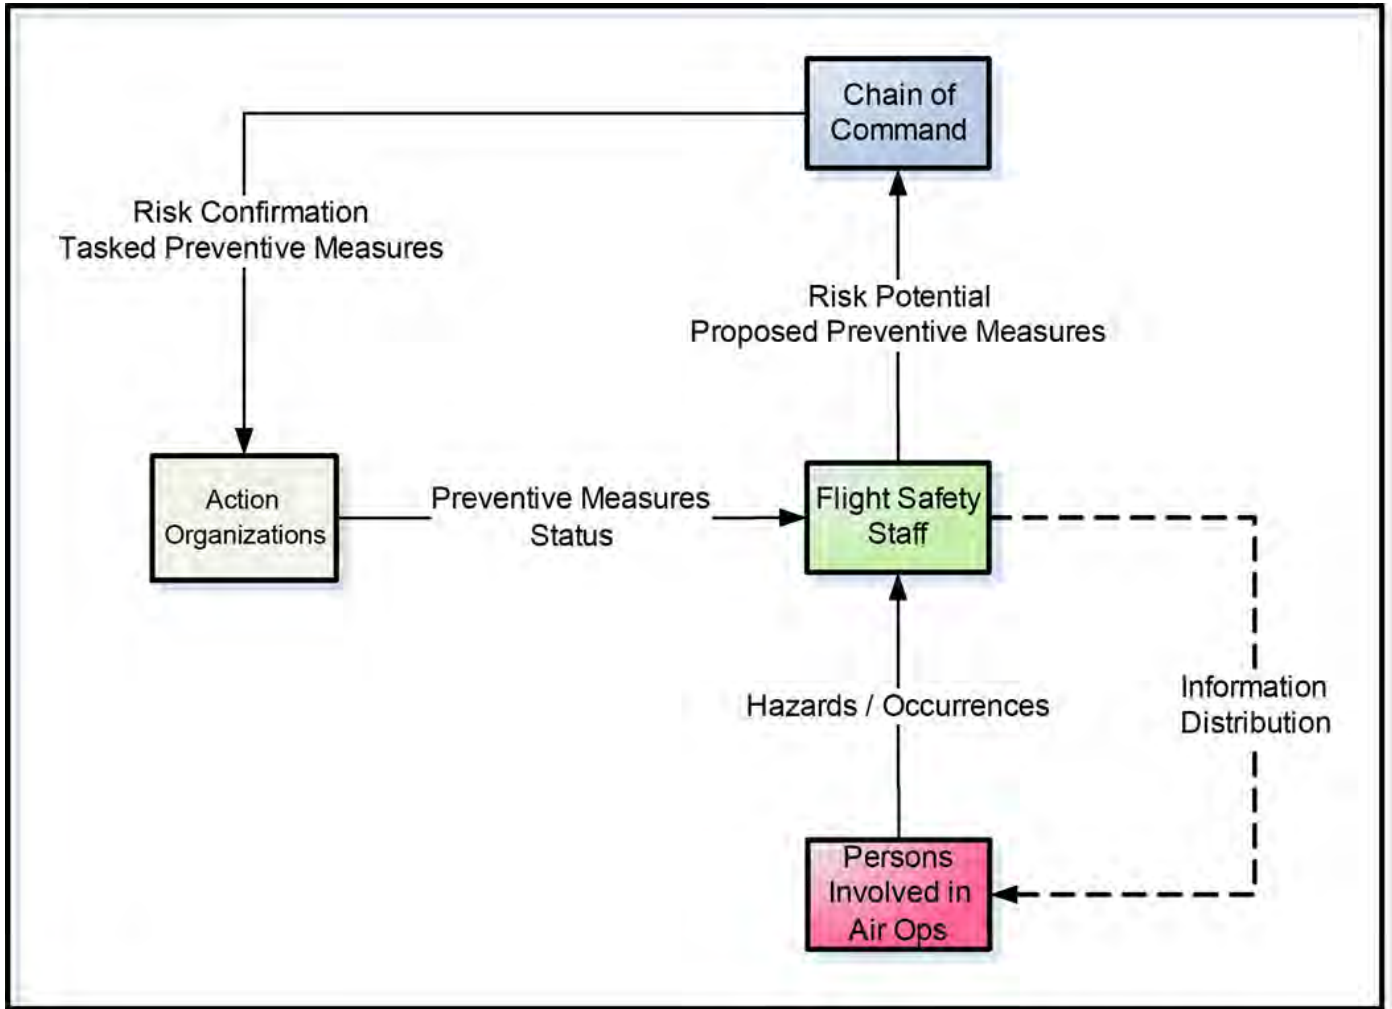 Chain of
Command
Risk Confirmation
Tasked Preventive Measures
Risk Potential
Proposed Preventive Measures
Action
Organizations
Preventive Measures
Status
Flight Safety
Staff
Hazards / Occurrences
Information
Distribution
Persons
Involved in
Air Ops